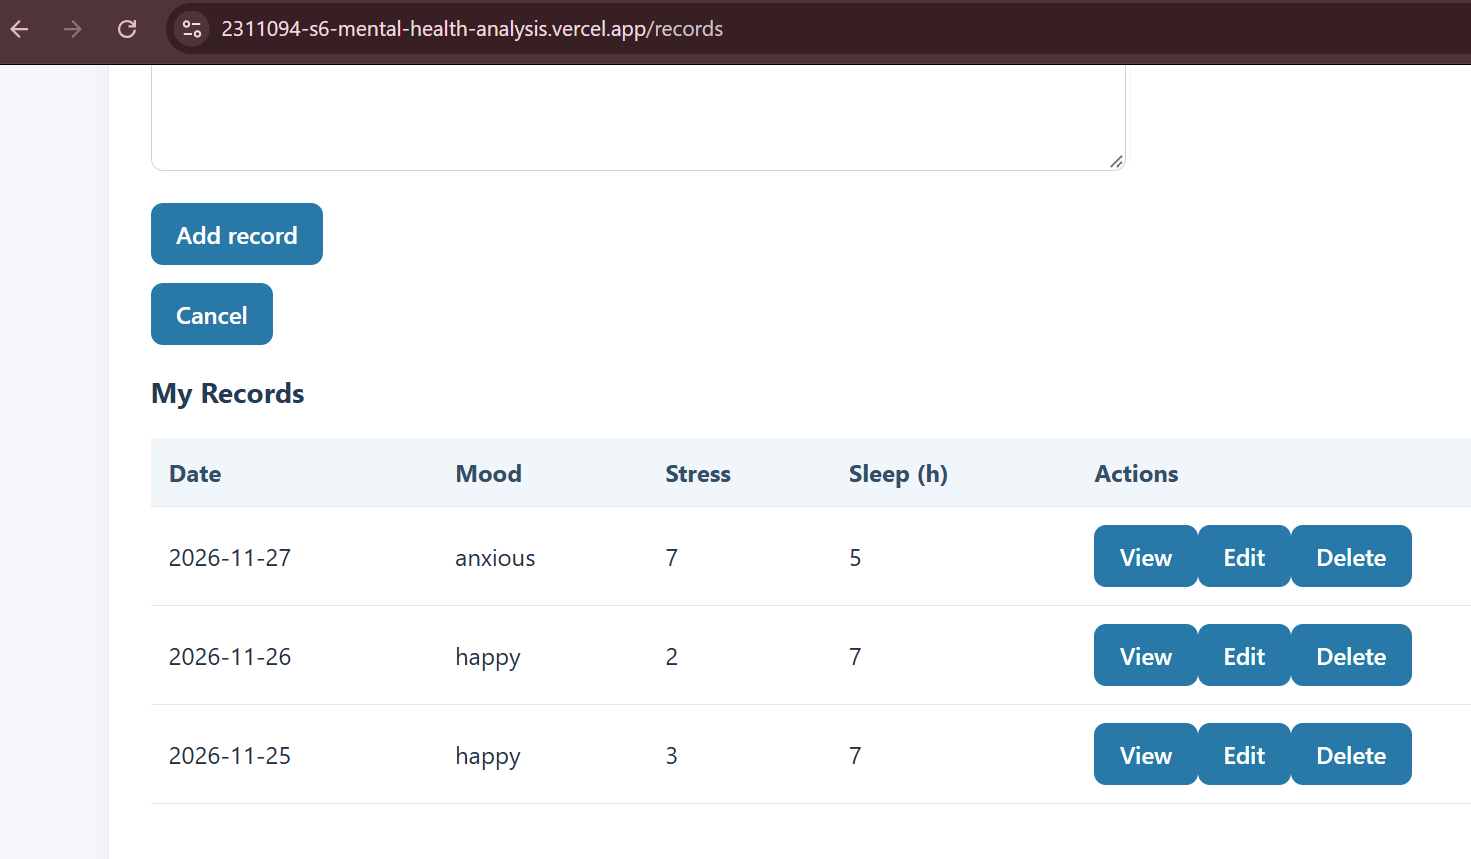 2311094-s6-mental-health-analysis.vercel.app/records
Add record
Cancel
My Records
Date Mood Stress Sleep (h) Actions
2026-11-27 anxious 7 5 View Edit Delete
2026-11-26 happy 2 7 View Edit Delete
2026-11-25 happy 3 7 View Edit Delete